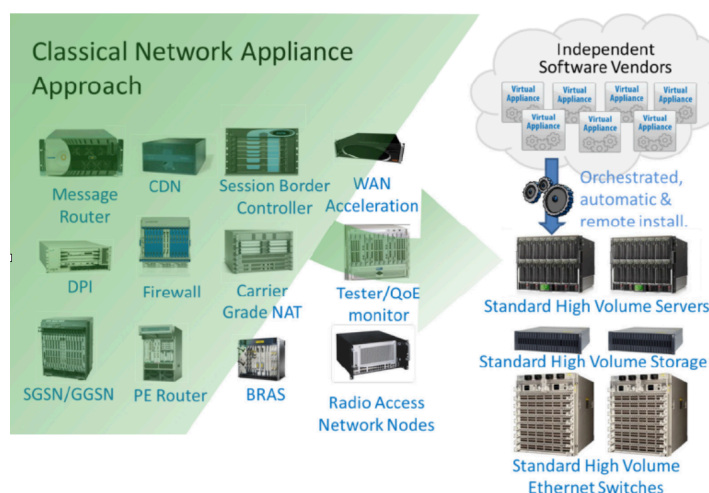 Classical Network Appliance
Approach
Independent
Software Vendors
Virtual
Appliance
Virtual
Appliance
Virtual
Appliance
Virtual
Appliance
Virtual
Appliance
Virtual
Appliance
Virtual
Appliance
Orchestrated,
automatic &
remote install.
Message
Router
CDN
Session Border
Controller
WAN
Acceleration
DPI
Firewall
Carrier
Grade NAT
Tester/QoE
monitor
SGSN/GGSN
PE Router
BRAS
Radio Access
Network Nodes
Standard High Volume Servers
Standard High Volume Storage
Standard High Volume
Ethernet Switches